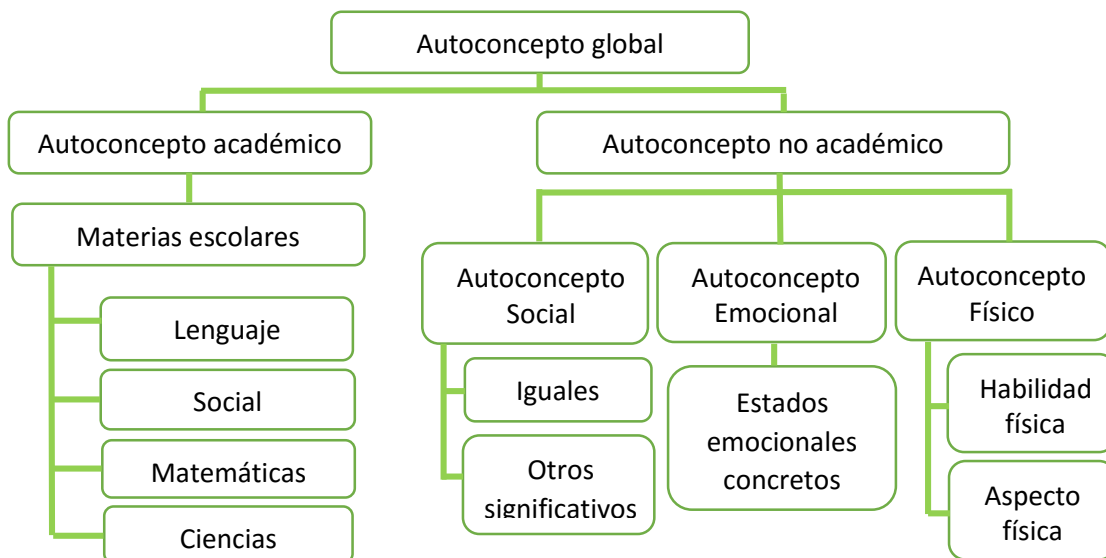 Autoconcepto global
Autoconcepto académico
Autoconcepto no académico
Materias escolares
Lenguaje
Social
Matemáticas
Ciencias
Autoconcepto
Social
Iguales
Otros
significativos
Autoconcepto
Emocional
Estados
emocionales
concretos
Autoconcepto
Físico
Habilidad
física
Aspecto
física